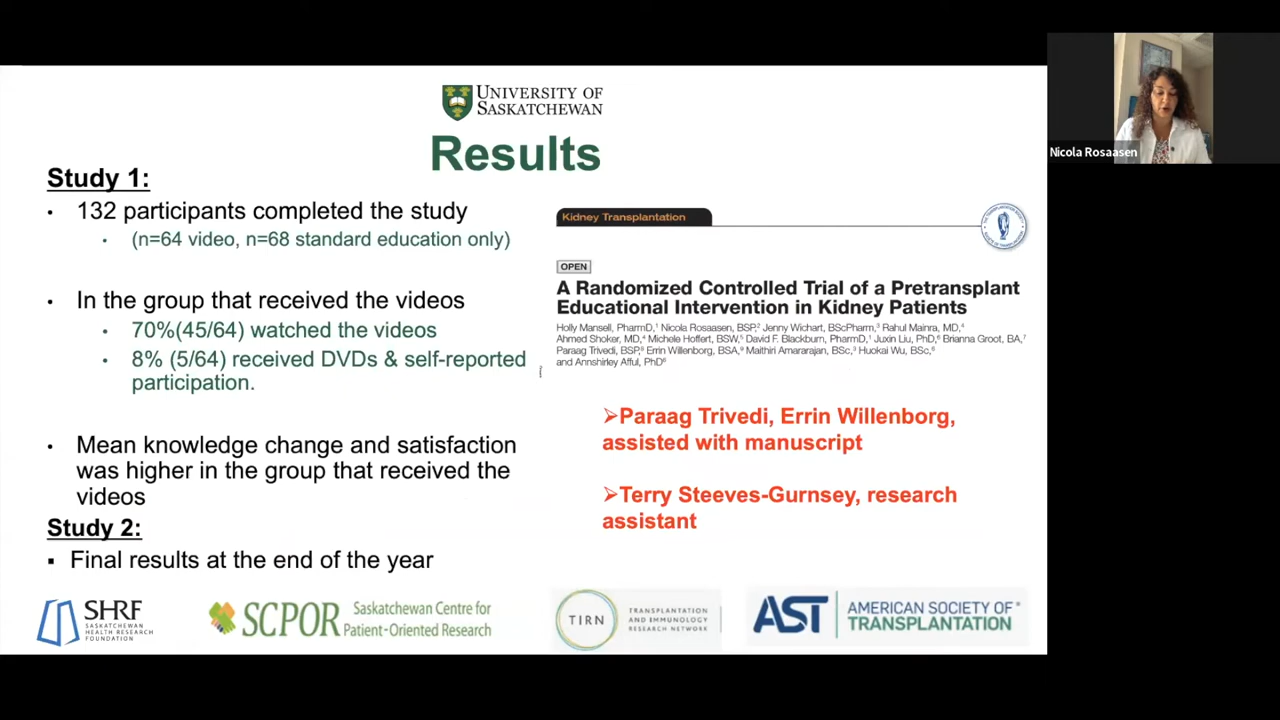 UNIVERSITY OF
SASKATCHEWAN
Results
Nicola Rosaasen
Study 1:
• 132 participants completed the study
• (n=64 video, n=68 standard education only)
• In the group that received the videos
• 70%(45/64) watched the videos
• 8% (5/64) received DVDs & self-reported
participation.
• Mean knowledge change and satisfaction
was higher in the group that received the
videos
Study 2:
▪ Final results at the end of the year
Kidney Transplantation
OPEN
A Randomized Controlled Trial of a Pretransplant
Educational Intervention in Kidney Patients
Holly Mansell, PharmD,¹ Nicola Rosaasen, BSP,² Jenny Wichart, BScPharm,³ Rahul Mainra, MD,⁴
Ahmed Shoker, MD,⁴ Michele Hoffert, BSW,⁵ David F. Blackburn, PharmD,¹ Juxin Liu, PhD,⁶ Brianna Groot, BA,⁷
Paraag Trivedi, BSP,⁸ Errin Willenborg, BSA,⁹ Maithiri Amararajan, BSc,³ Huokai Wu, BSc,⁶
and Annshirley Afful, PhD⁶
➢Paraag Trivedi, Errin Willenborg,
assisted with manuscript
➢Terry Steeves-Gurnsey, research
assistant
SHRF
SASKATCHEWAN
HEALTH RESEARCH
FOUNDATION
SCPOR
Saskatchewan Centre for
Patient-Oriented Research
TIRN
TRANSPLANTATION
AND IMMUNOLOGY
RESEARCH NETWORK
AST
AMERICAN SOCIETY OF
TRANSPLANTATION